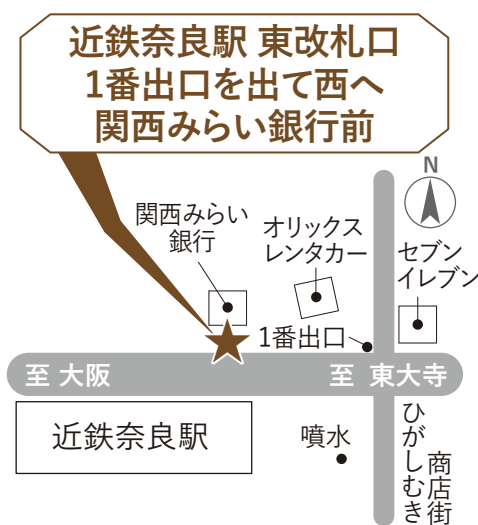 近鉄奈良駅 東改札口
1番出口を出て西へ
関西みらい銀行前
N
関西みらい
銀行
オリックス
レンタカー
セブン
イレブン
1番出口
至 大阪
至 東大寺
近鉄奈良駅
噴水
ひがしむき
商店街